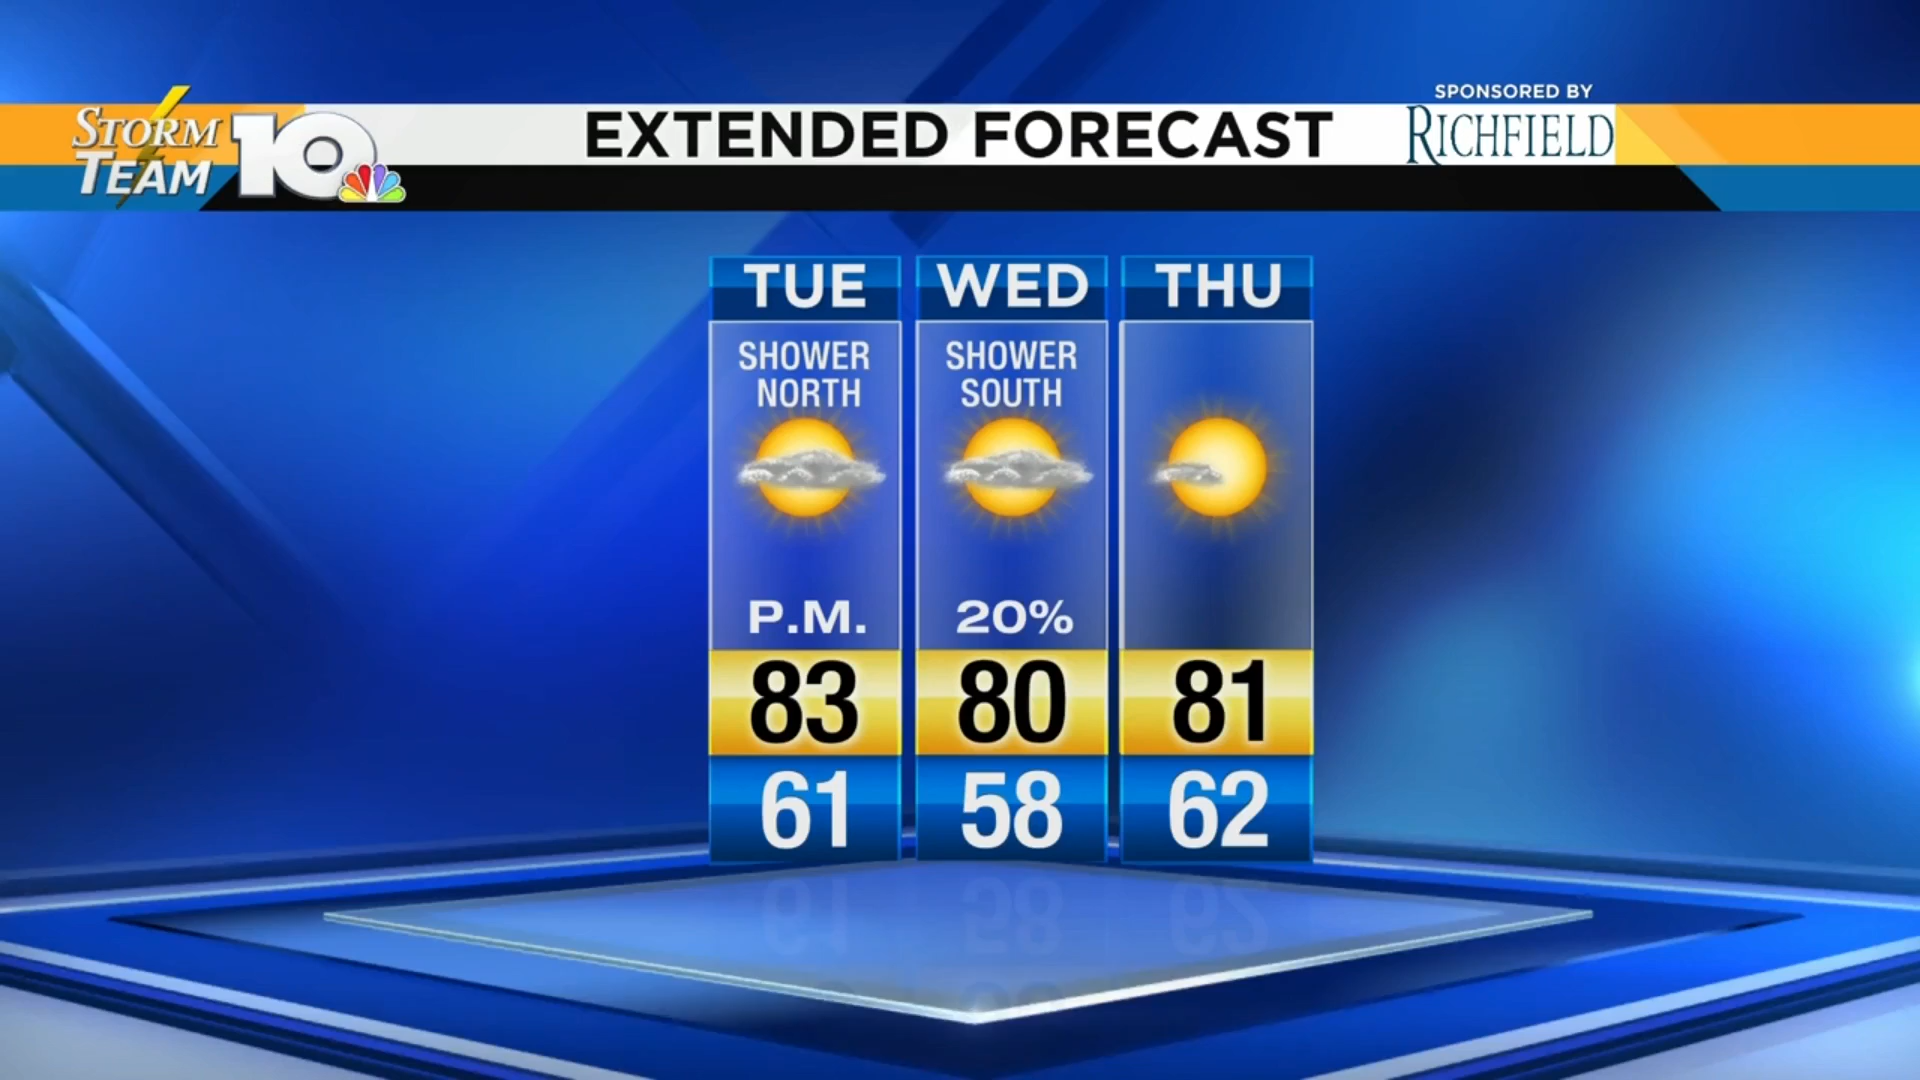 SPONSORED BY
STORM
TEAM
10
EXTENDED FORECAST
RICHFIELD
TUE
WED
THU
SHOWER
NORTH
SHOWER
SOUTH
P.M.
20%
83
80
81
61
58
62